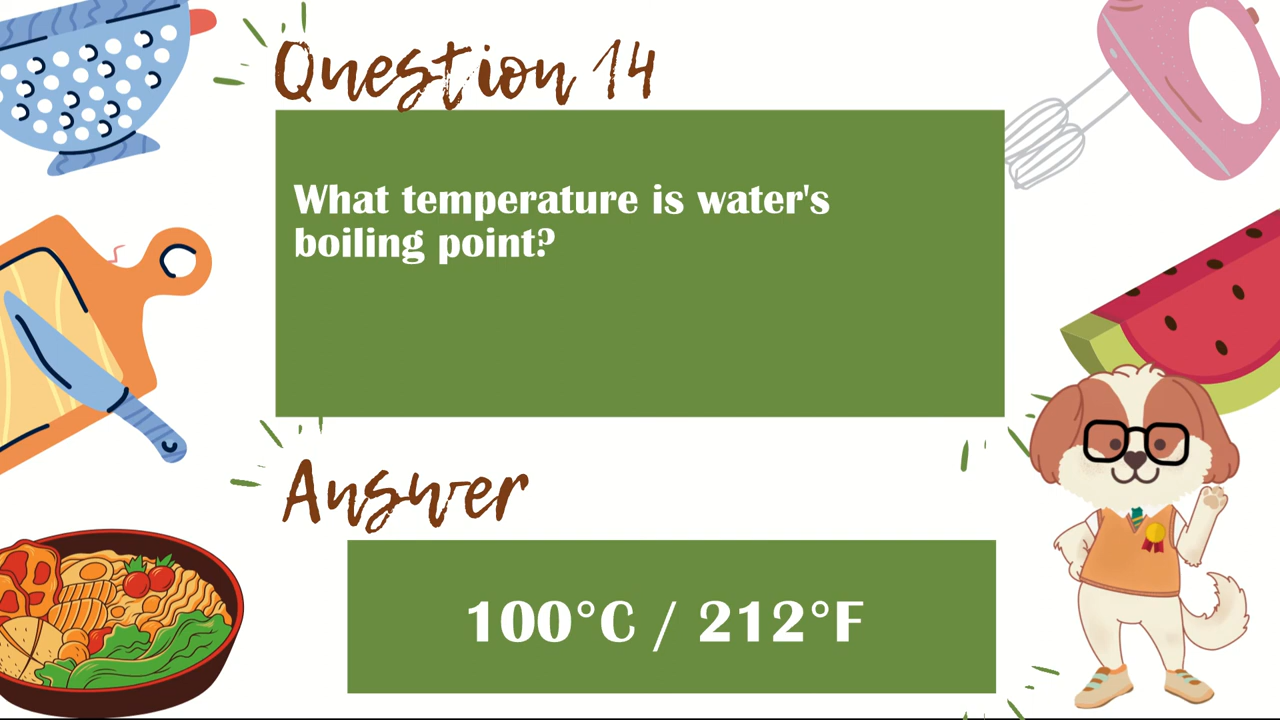 Question 14
What temperature is water's
boiling point?
Answer
100°C / 212°F